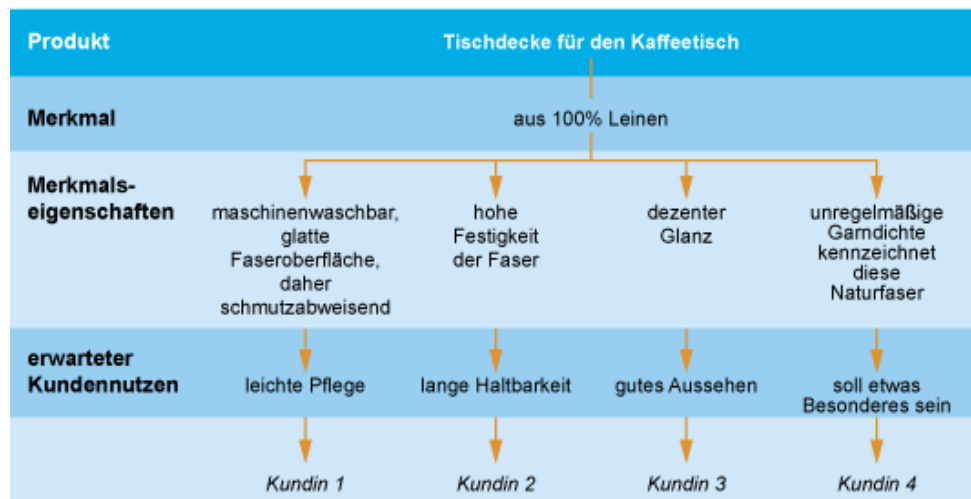 Produkt
Tischdecke für den Kaffeetisch
Merkmal
aus 100% Leinen
Merkmals-
eigenschaften
maschinenwaschbar,
glatte
Faseroberfläche,
daher
schmutzabweisend
hohe
Festigkeit
der Faser
dezenter
Glanz
unregelmäßige
Garndichte
kennzeichnet
diese
Naturfaser
erwarteter
Kundennutzen
leichte Pflege
lange Haltbarkeit
gutes Aussehen
soll etwas
Besonderes sein
Kundin 1
Kundin 2
Kundin 3
Kundin 4